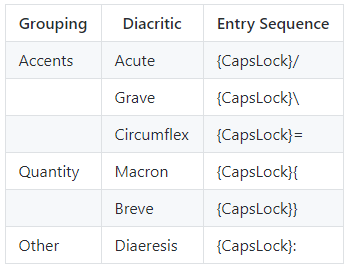 Grouping Diacritic Entry Sequence
Accents Acute {CapsLock}/
Grave {CapsLock}\
Circumflex {CapsLock}=
Quantity Macron {CapsLock}{
Breve {CapsLock}}
Other Diaeresis {CapsLock}: